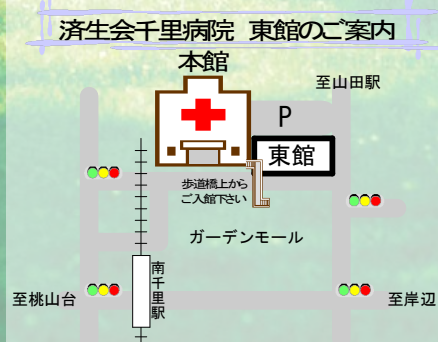 済生会千里病院 東館のご案内
本館
至山田駅
P
東館
歩道橋上から
ご入館下さい
ガーデンモール
南千里駅
至桃山台
至岸辺